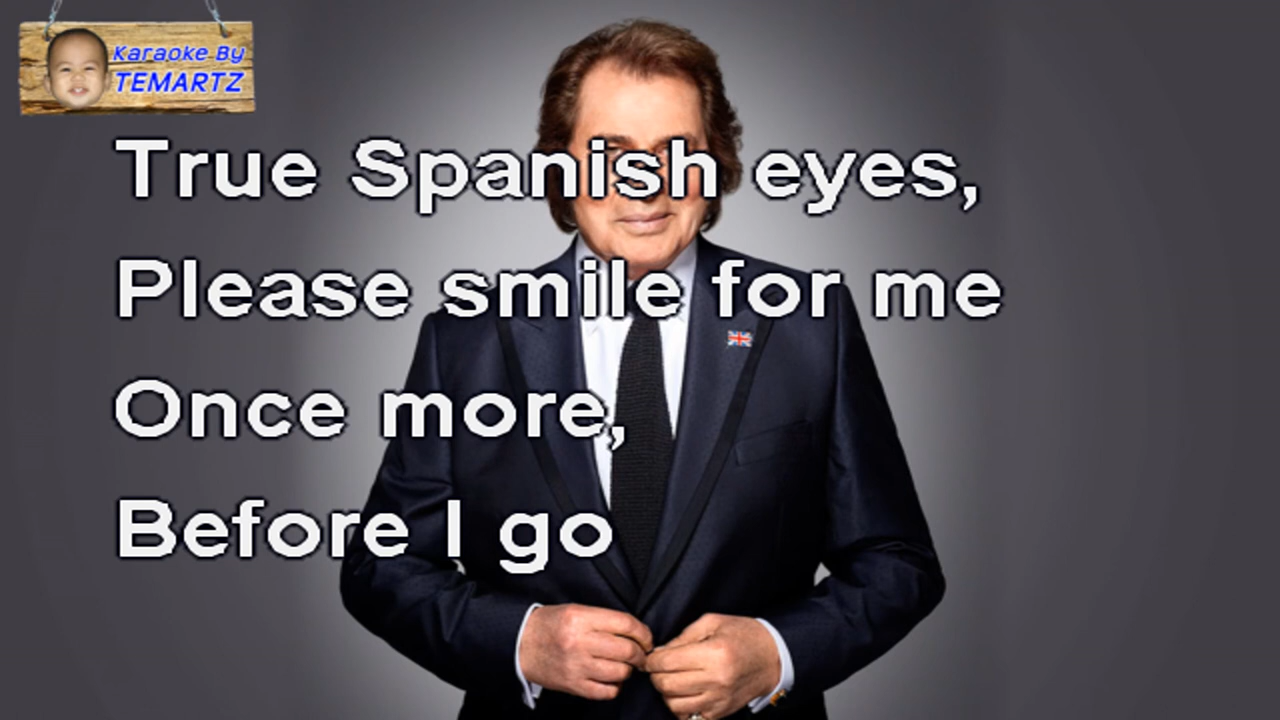 Karaoke By
TEMARTZ
True Spanish eyes,
Please smile for me
Once more,
Before I go